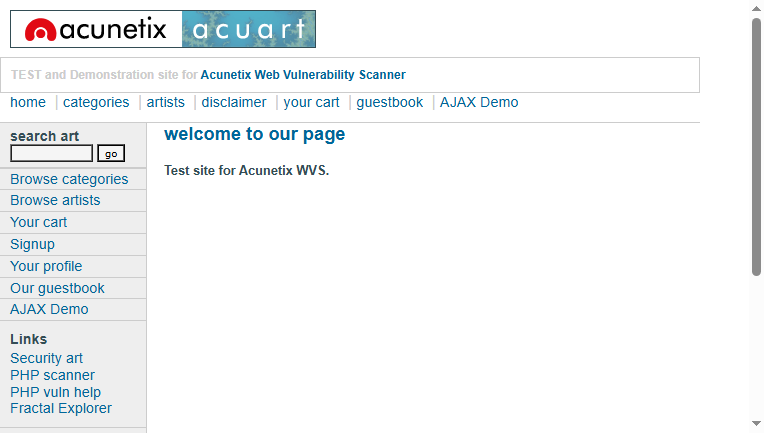 acunetix acuart
TEST and Demonstration site for Acunetix Web Vulnerability Scanner
home | categories | artists | disclaimer | your cart | guestbook | AJAX Demo
search art
go
Browse categories
Browse artists
Your cart
Signup
Your profile
Our guestbook
AJAX Demo
Links
Security art
PHP scanner
PHP vuln help
Fractal Explorer
welcome to our page
Test site for Acunetix WVS.